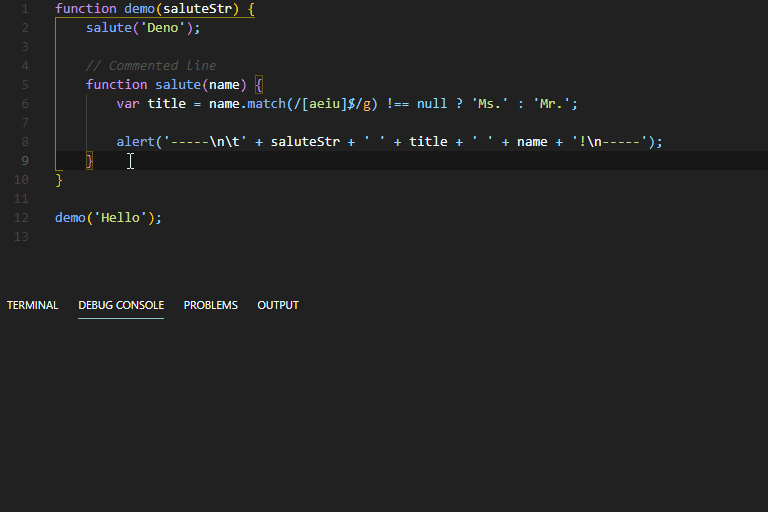 1 function demo(saluteStr) {
2     salute('Deno');
3
4     // Commented line
5     function salute(name) {
6         var title = name.match(/[aeiu]$/g) !== null ? 'Ms.' : 'Mr.';
7
8         alert('-----\n\t' + saluteStr + ' ' + title + ' ' + name + '!\n-----');
9     }
10 }
11
12 demo('Hello');
13
TERMINAL DEBUG CONSOLE PROBLEMS OUTPUT